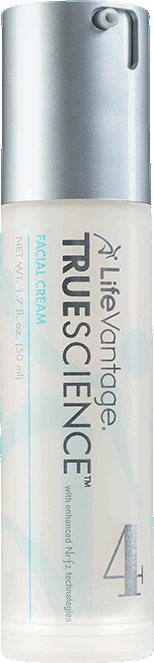 LifeVantage.
TRUESCIENCE™
FACIAL CREAM
with enhanced Nrf2 technologies
NET WT. 1.7 fl. oz. (50 ml)
4